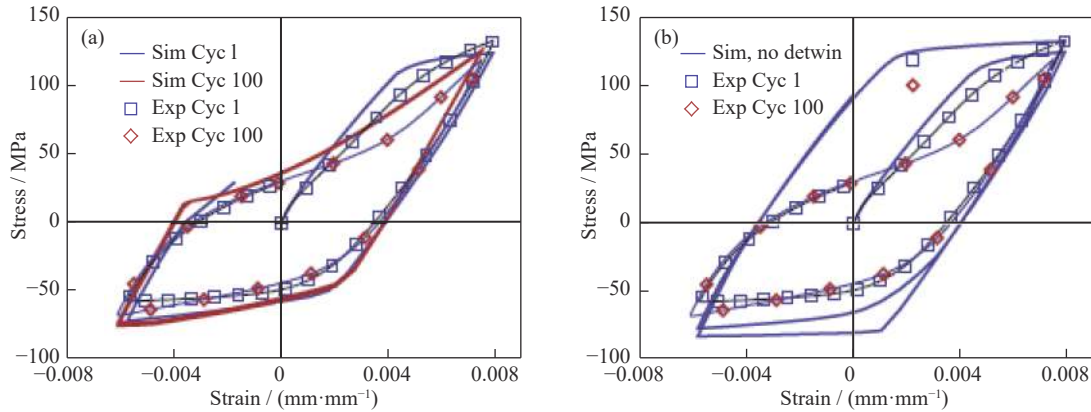 150
100
50
0
−50
−100
Stress / MPa
(a)
Sim Cyc l
Sim Cyc 100
Exp Cyc 1
Exp Cyc 100
−0.008
−0.004
0
0.004
0.008
Strain / (mm·mm⁻¹)
150
100
50
0
−50
−100
Stress / MPa
(b)
Sim, no detwin
Exp Cyc 1
Exp Cyc 100
−0.008
−0.004
0
0.004
0.008
Strain / (mm·mm⁻¹)